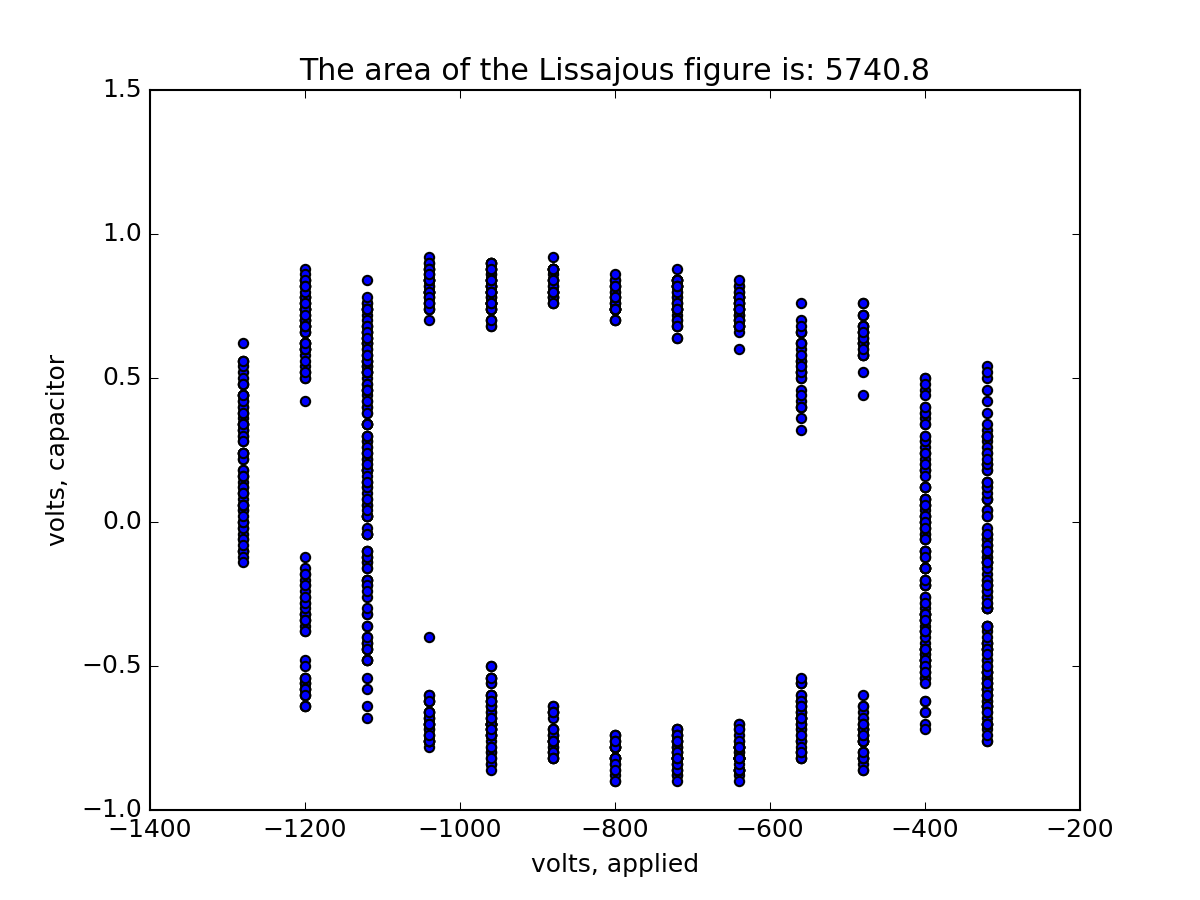 The area of the Lissajous figure is: 5740.8
1.5
1.0
0.5
0.0
−0.5
−1.0
volts, capacitor
−1400 −1200 −1000 −800 −600 −400 −200
volts, applied